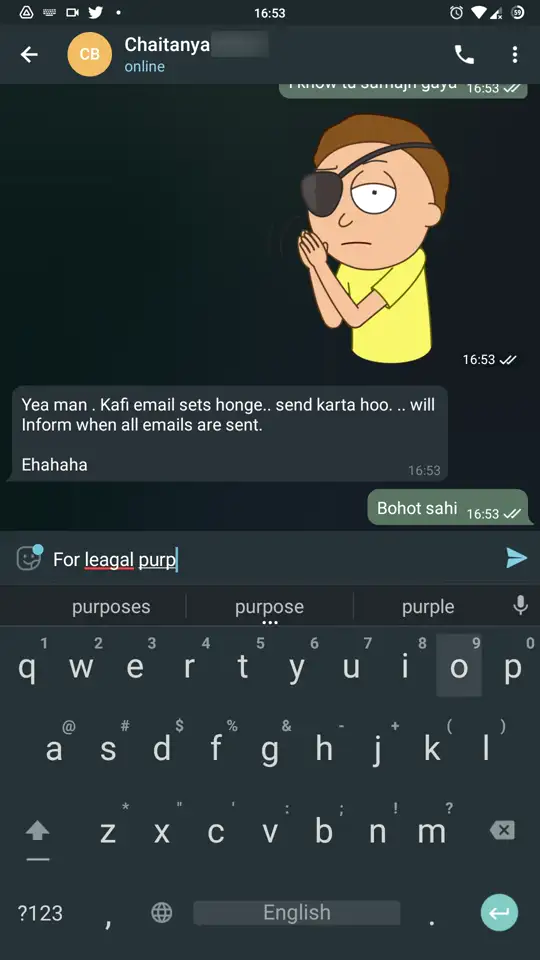 16:53
59
CB
Chaitanya
online
I know tu samajh gaya 16:53
16:53
Yea man . Kafi email sets honge.. send karta hoo. .. will
Inform when all emails are sent.
Ehahaha
16:53
Bohot sahi 16:53
For leagal purp
purposes purpose purple
1 2 3 4 5 6 7 8 9 0
q w e r t y u i o p
@ # $ % & - + ( )
a s d f g h j k l
* " ' : ; ! ?
z x c v b n m
?123 , English .